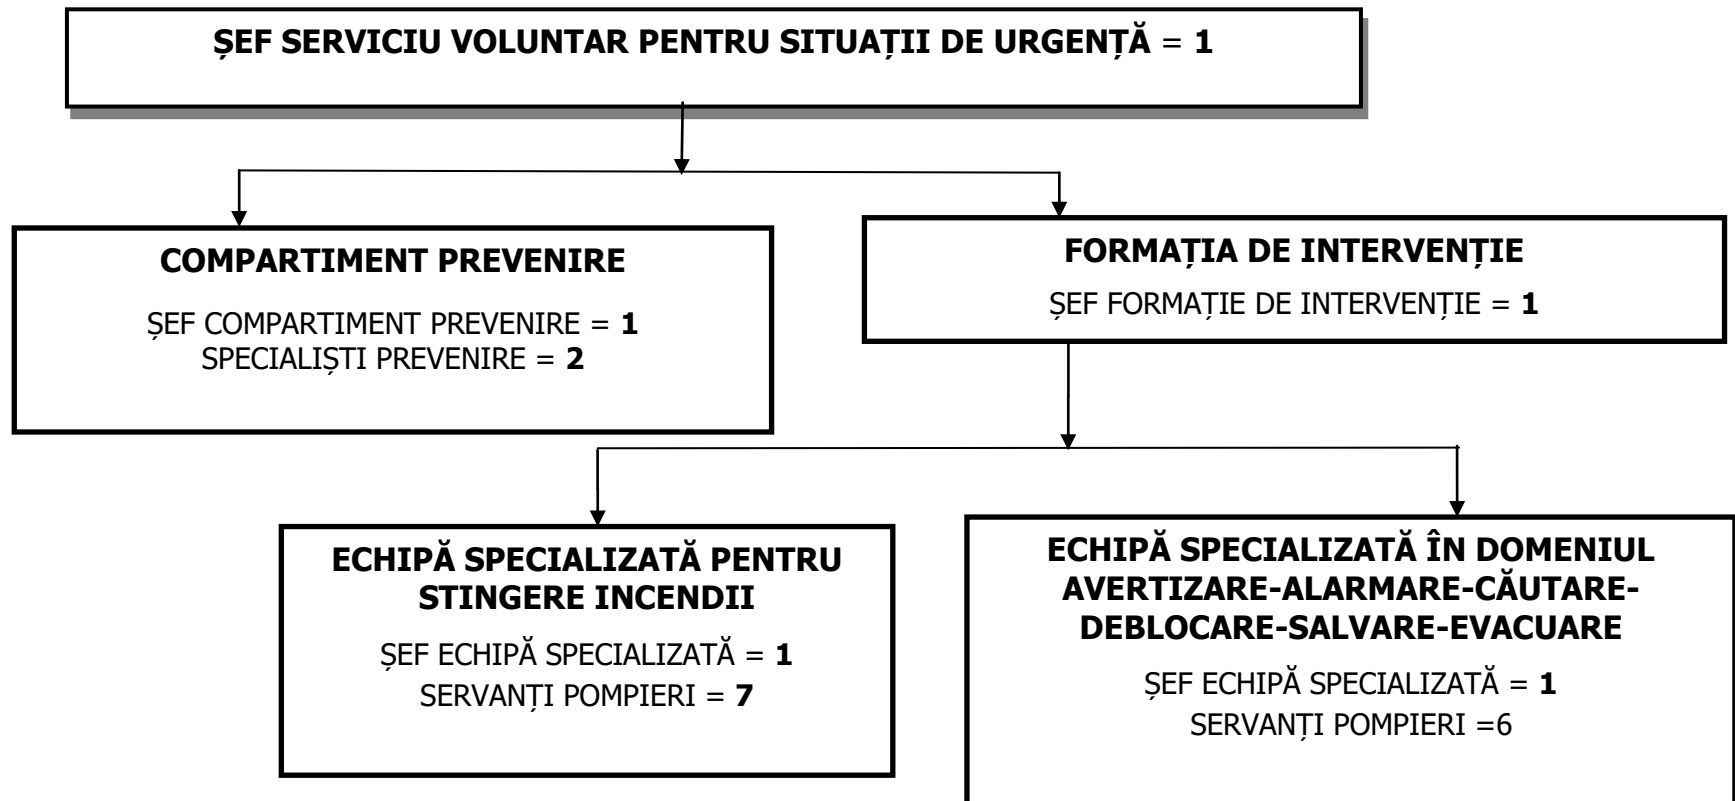 ȘEF SERVICIU VOLUNTAR PENTRU SITUAȚII DE URGENȚĂ = 1
COMPARTIMENT PREVENIRE
ȘEF COMPARTIMENT PREVENIRE = 1
SPECIALIȘTI PREVENIRE = 2
FORMAȚIA DE INTERVENȚIE
ȘEF FORMAȚIE DE INTERVENȚIE = 1
ECHIPĂ SPECIALIZATĂ PENTRU
STINGERE INCENDII
ȘEF ECHIPĂ SPECIALIZATĂ = 1
SERVANȚI POMPIERI = 7
ECHIPĂ SPECIALIZATĂ ÎN DOMENIUL
AVERTIZARE-ALARMARE-CĂUTARE-
DEBLOCARE-SALVARE-EVACUARE
ȘEF ECHIPĂ SPECIALIZATĂ = 1
SERVANȚI POMPIERI =6